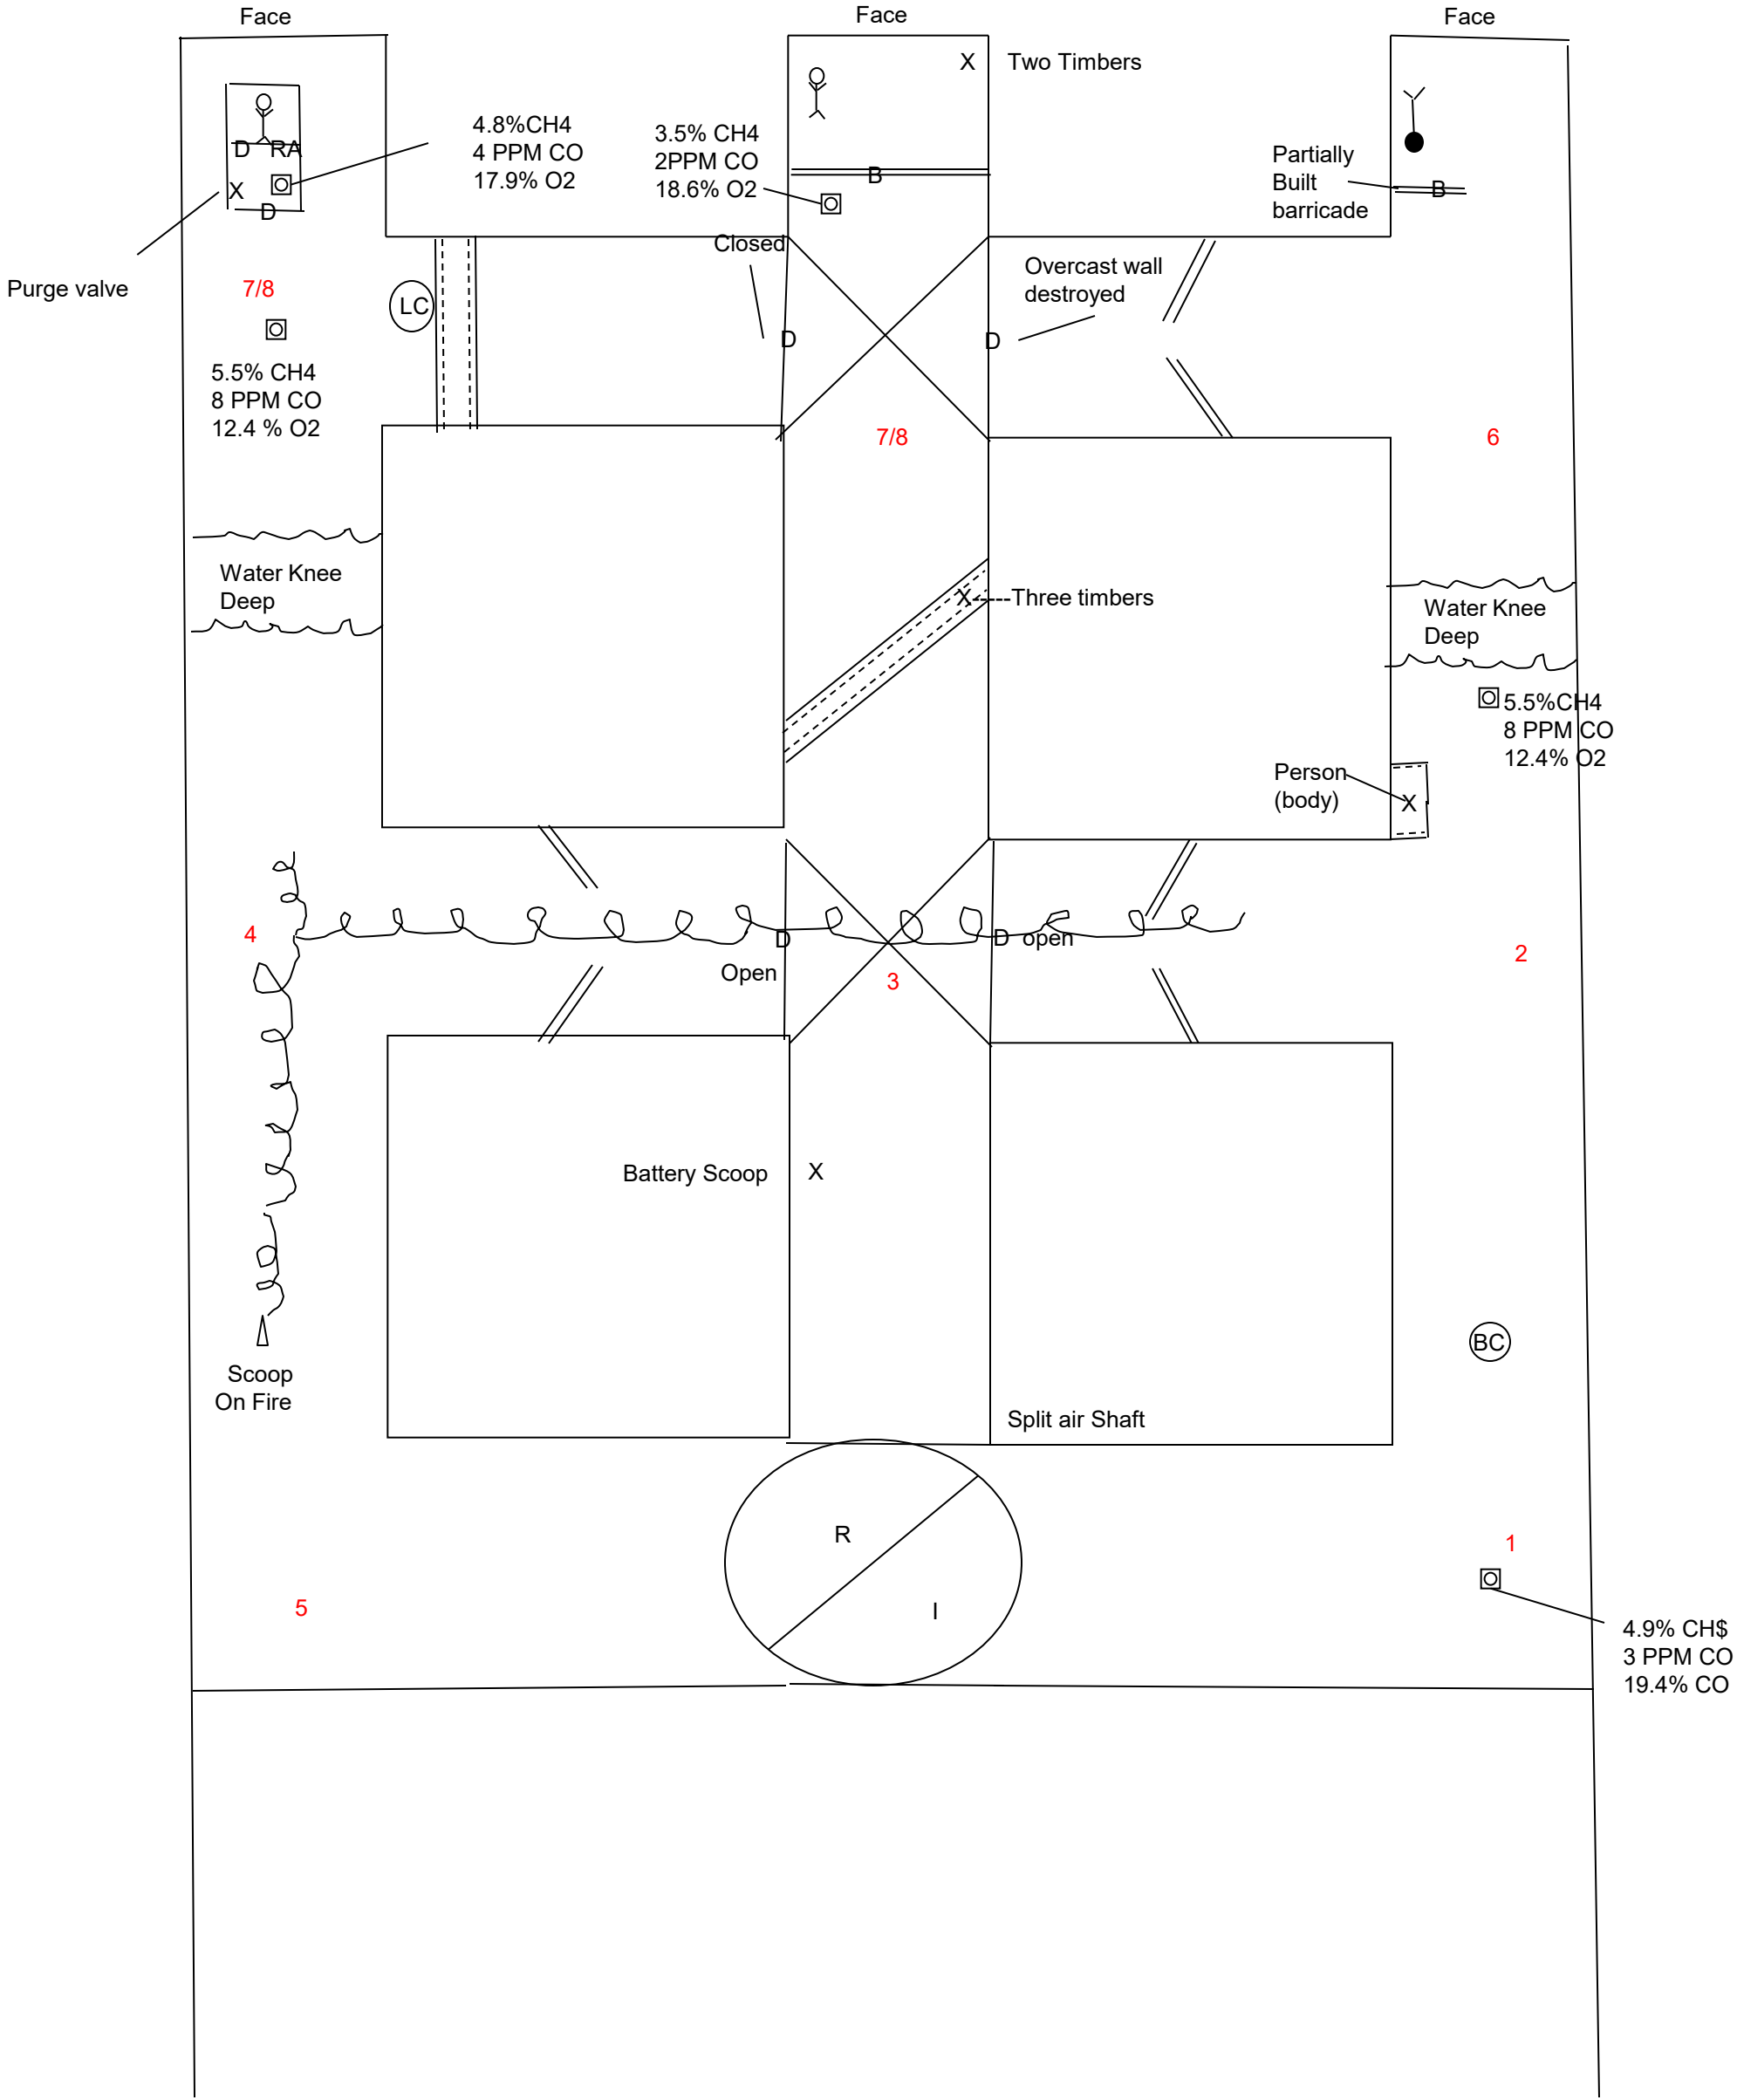 Face
Face
Face
X
Two Timbers
4.8%CH4
4 PPM CO
17.9% O2
3.5% CH4
2PPM CO
18.6% O2
D
RA
X
D
B
Partially
Built
barricade
B
Purge valve
7/8
LC
Closed
D
Overcast wall
destroyed
D
5.5% CH4
8 PPM CO
12.4 % O2
7/8
6
Water Knee
Deep
X
Three timbers
Water Knee
Deep
5.5%CH4
8 PPM CO
12.4% O2
Person
(body)
X
4
D
D
open
Open
3
2
Battery Scoop
X
Scoop
On Fire
BC
Split air Shaft
R
I
1
5
4.9% CH$
3 PPM CO
19.4% CO